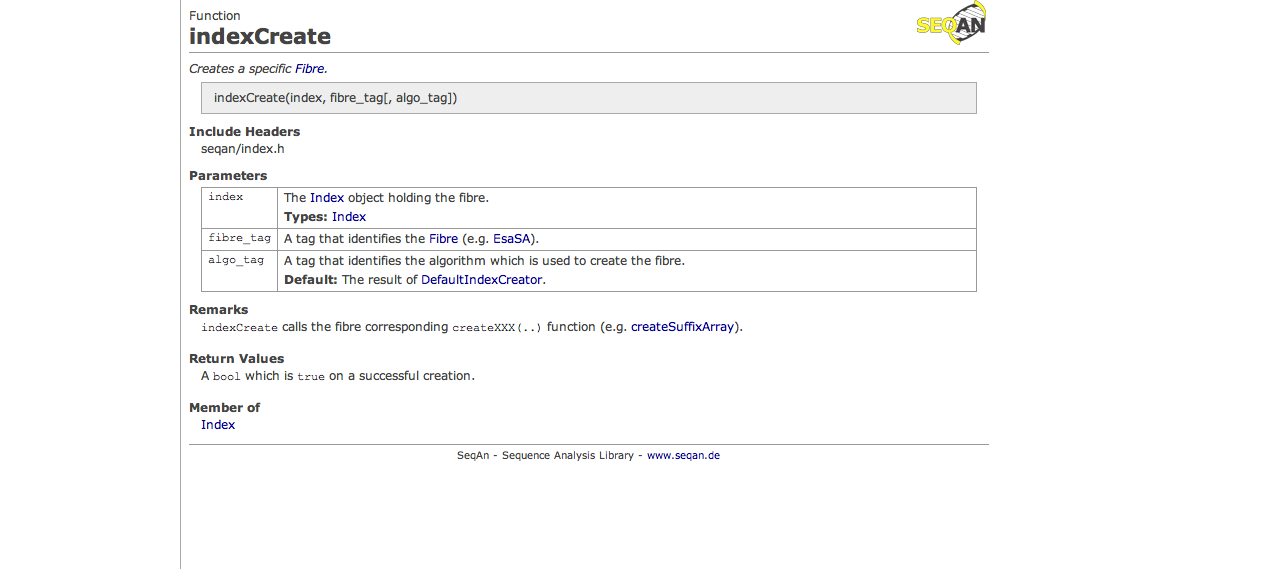 Function
SEQAN
indexCreate
Creates a specific Fibre.
indexCreate(index, fibre_tag[, algo_tag])
Include Headers
seqan/index.h
Parameters
index The Index object holding the fibre.
Types: Index
fibre_tag A tag that identifies the Fibre (e.g. EsaSA).
algo_tag A tag that identifies the algorithm which is used to create the fibre.
Default: The result of DefaultIndexCreator.
Remarks
indexCreate calls the fibre corresponding createXXX(..) function (e.g. createSuffixArray).
Return Values
A bool which is true on a successful creation.
Member of
Index
SeqAn - Sequence Analysis Library - www.seqan.de